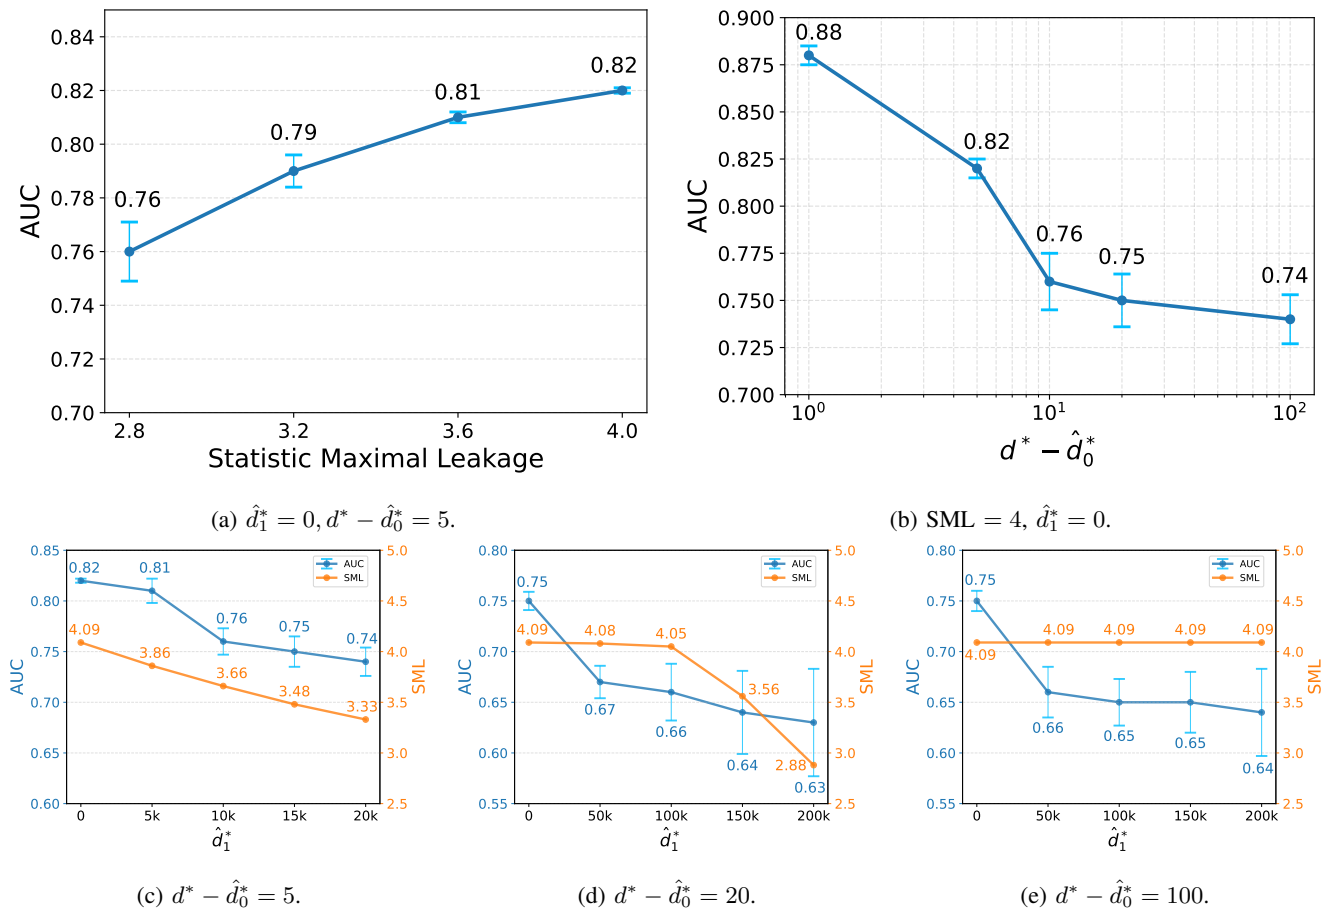 0.84
0.82
0.80
0.78
0.76
0.74
0.72
0.70
AUC
0.76
0.79
0.81
0.82
2.8 3.2 3.6 4.0
Statistic Maximal Leakage
(a) d̂₁* = 0, d* − d̂₀* = 5.
0.900
0.875
0.850
0.825
0.800
0.775
0.750
0.725
0.700
AUC
0.88
0.82
0.76
0.75
0.74
10⁰ 10¹ 10²
d* − d̂₀*
(b) SML = 4, d̂₁* = 0.
0.85
0.80
0.75
0.70
0.65
0.60
AUC
AUC
SML
0.82 0.81 0.76 0.75 0.74
4.09 3.86 3.66 3.48 3.33
5.0
4.5
4.0
3.5
3.0
2.5
SML
0 5k 10k 15k 20k
d̂₁*
(c) d* − d̂₀* = 5.
0.80
0.75
0.70
0.65
0.60
0.55
AUC
AUC
SML
0.75 0.67 0.66 0.64 0.63
4.09 4.08 4.05 3.56 2.88
5.0
4.5
4.0
3.5
3.0
2.5
SML
0 50k 100k 150k 200k
d̂₁*
(d) d* − d̂₀* = 20.
0.80
0.75
0.70
0.65
0.60
0.55
AUC
AUC
SML
0.75 0.66 0.65 0.65 0.64
4.09 4.09 4.09 4.09 4.09
5.0
4.5
4.0
3.5
3.0
2.5
SML
0 50k 100k 150k 200k
d̂₁*
(e) d* − d̂₀* = 100.